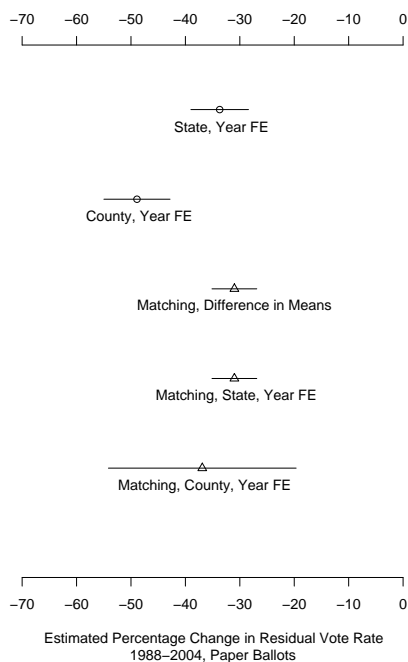 −70 −60 −50 −40 −30 −20 −10 0
State, Year FE
County, Year FE
Matching, Difference in Means
Matching, State, Year FE
Matching, County, Year FE
−70 −60 −50 −40 −30 −20 −10 0
Estimated Percentage Change in Residual Vote Rate
1988−2004, Paper Ballots